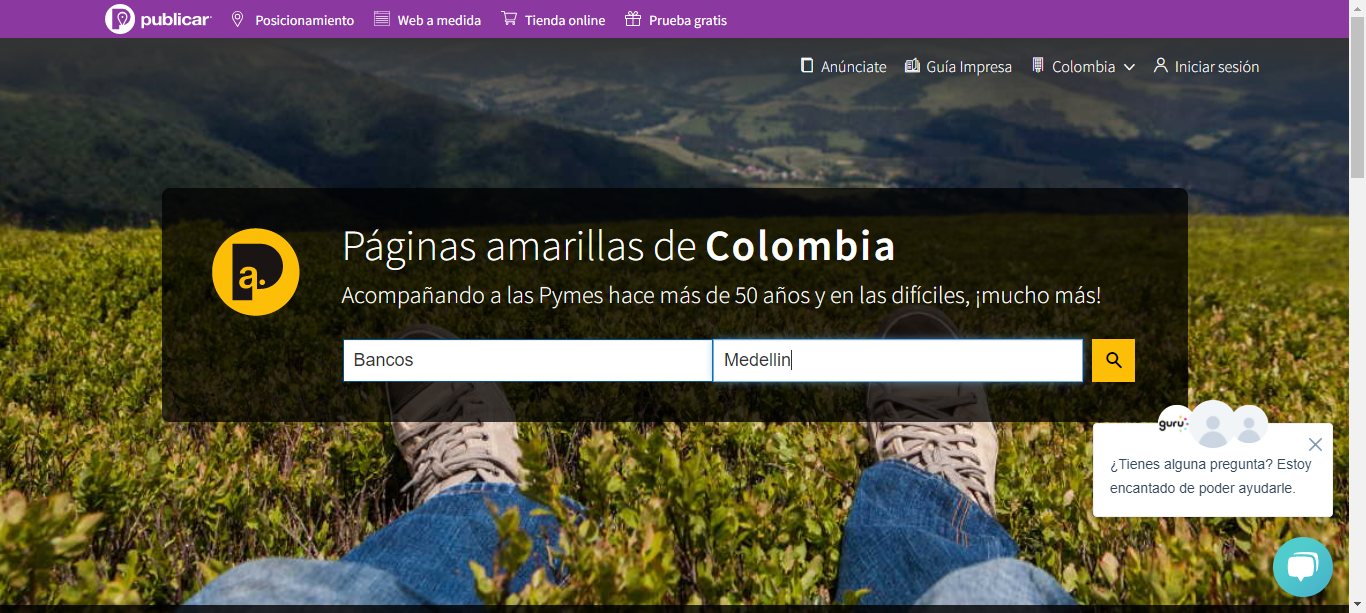 publicar
Posicionamiento
Web a medida
Tienda online
Prueba gratis
Anúnciate
Guía Impresa
Colombia
Iniciar sesión
a.
Páginas amarillas de Colombia
Acompañando a las Pymes hace más de 50 años y en las difíciles, ¡mucho más!
Bancos
Medellin
guru
¿Tienes alguna pregunta? Estoy
encantado de poder ayudarle.